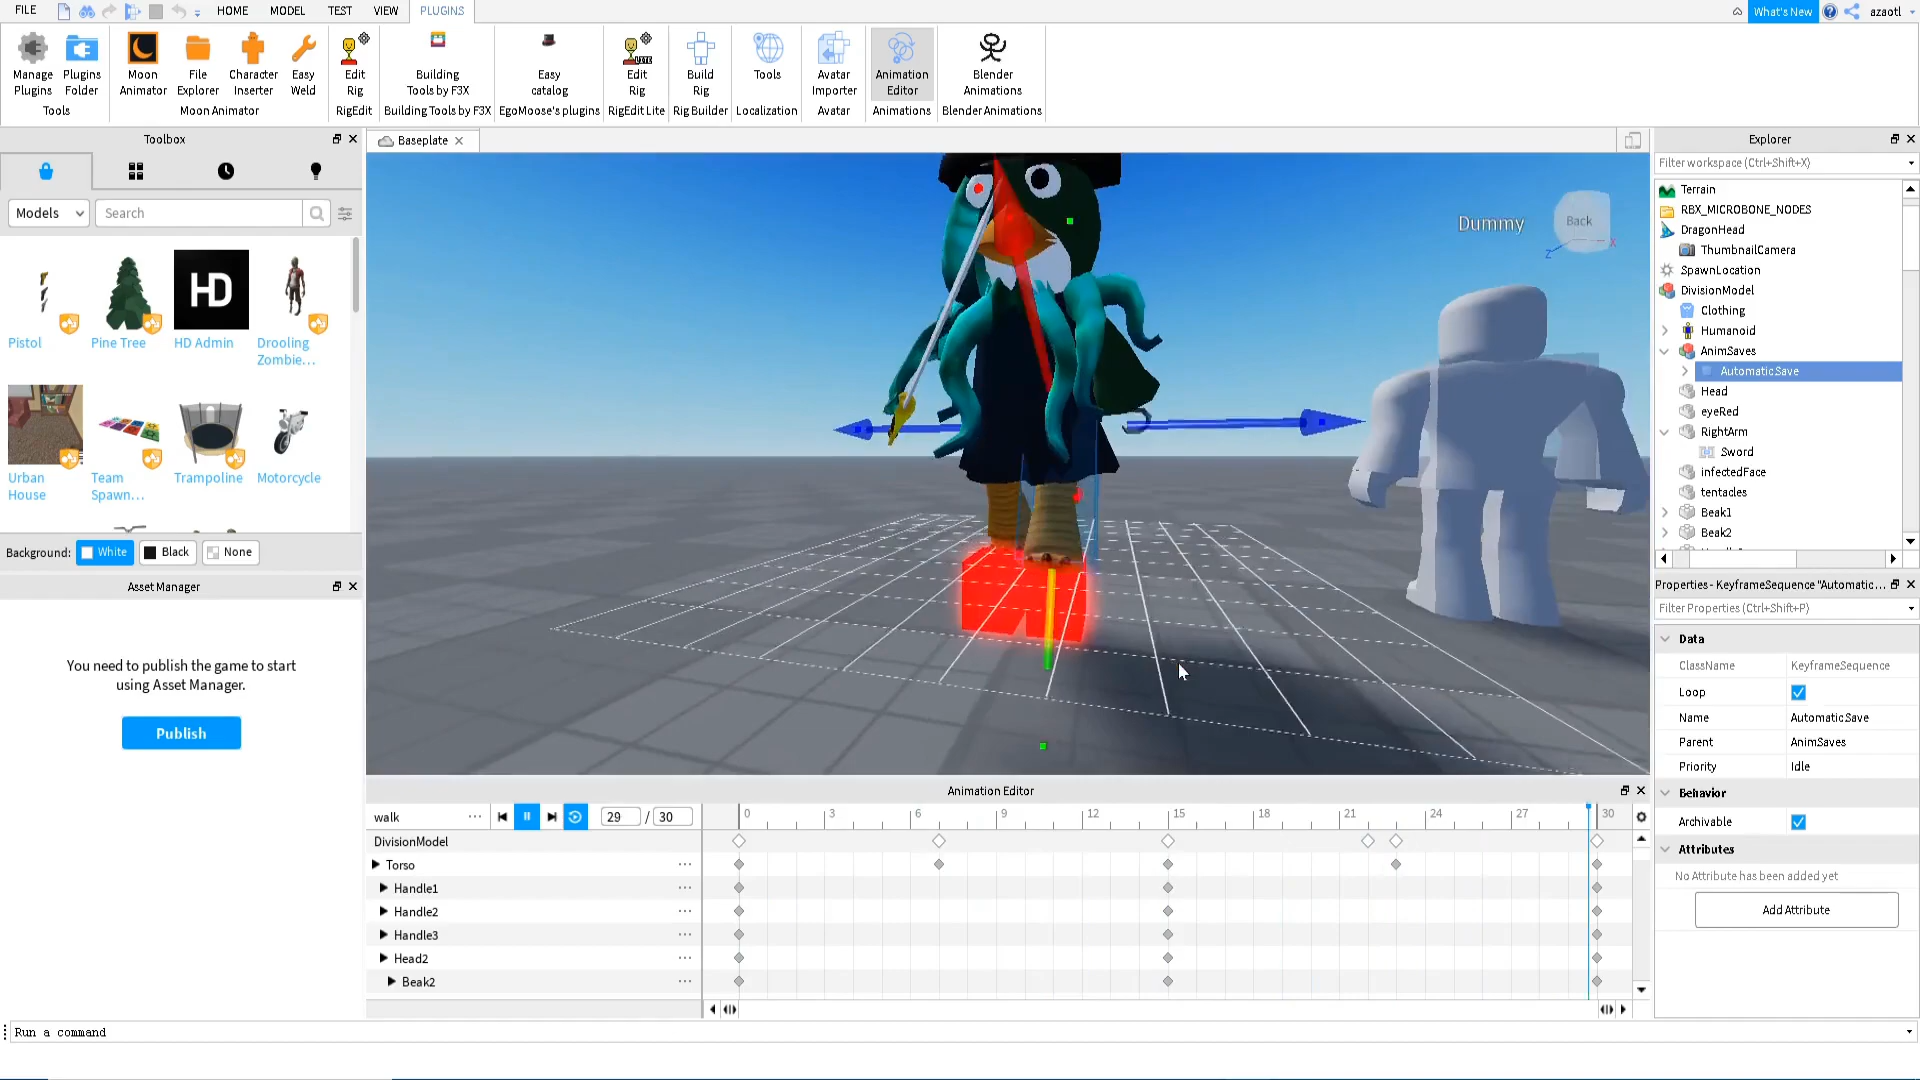 FILE HOME MODEL TEST VIEW PLUGINS What's New azaotl
Manage Plugins
Plugins Folder
Tools
Moon Animator
File Explorer
Character Inserter
Easy Weld
Moon Animator
Edit Rig
RigEdit
Building Tools by F3X
Building Tools by F3X
Easy catalog
EgoMoose's plugins
Edit Rig
LITE
RigEdit Lite
Build Rig
Rig Builder
Tools
Localization
Avatar Importer
Avatar
Animation Editor
Animations
Blender Animations
Blender Animations
Toolbox
Models
Search
HD
Pistol
Pine Tree
HD Admin
Drooling Zombie...
Urban House
Team Spawn...
Trampoline
Motorcycle
Background: White Black None
Asset Manager
You need to publish the game to start
using Asset Manager.
Publish
Baseplate
Dummy
Back
X
Z
Animation Editor
walk ... 29 / 30
0 3 6 9 12 15 18 21 24 27 30
DivisionModel
Torso ...
Handle1 ...
Handle2 ...
Handle3 ...
Head2 ...
Beak2 ...
Explorer
Filter workspace (Ctrl+Shift+X)
Terrain
RBX_MICROBONE_NODES
DragonHead
ThumbnailCamera
SpawnLocation
DivisionModel
Clothing
Humanoid
AnimSaves
AutomaticSave
Head
eyeRed
RightArm
Sword
infectedFace
tentacles
Beak1
Beak2
Properties - KeyframeSequence "Automatic...
Filter Properties (Ctrl+Shift+P)
Data
ClassName KeyframeSequence
Loop
Name AutomaticSave
Parent AnimSaves
Priority Idle
Behavior
Archivable
Attributes
No Attribute has been added yet
Add Attribute
Run a command